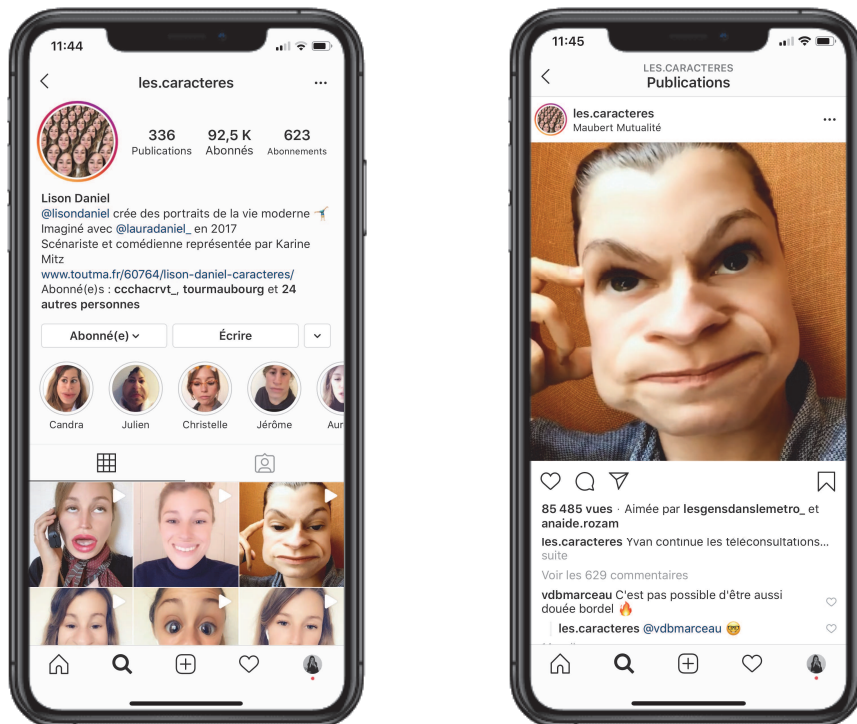 11:44
les.caracteres
336
Publications
92,5 K
Abonnés
623
Abonnements
Lison Daniel
@lisondaniel crée des portraits de la vie moderne
Imaginé avec @lauradaniel_ en 2017
Scénariste et comédienne représentée par Karine
Mitz
www.toutma.fr/60764/lison-daniel-caracteres/
Abonné(e)s : ccchacrvt_, tourmaubourg et 24
autres personnes
Abonné(e)
Écrire
Candra
Julien
Christelle
Jérôme
Aur
11:45
LES.CARACTERES
Publications
les.caracteres
Maubert Mutualité
85 485 vues · Aimée par lesgensdanslemetro_ et
anaide.rozam
les.caracteres Yvan continue les téléconsultations...
suite
Voir les 629 commentaires
vdbmarceau C'est pas possible d'être aussi
douée bordel 🔥
les.caracteres @vdbmarceau 🤓